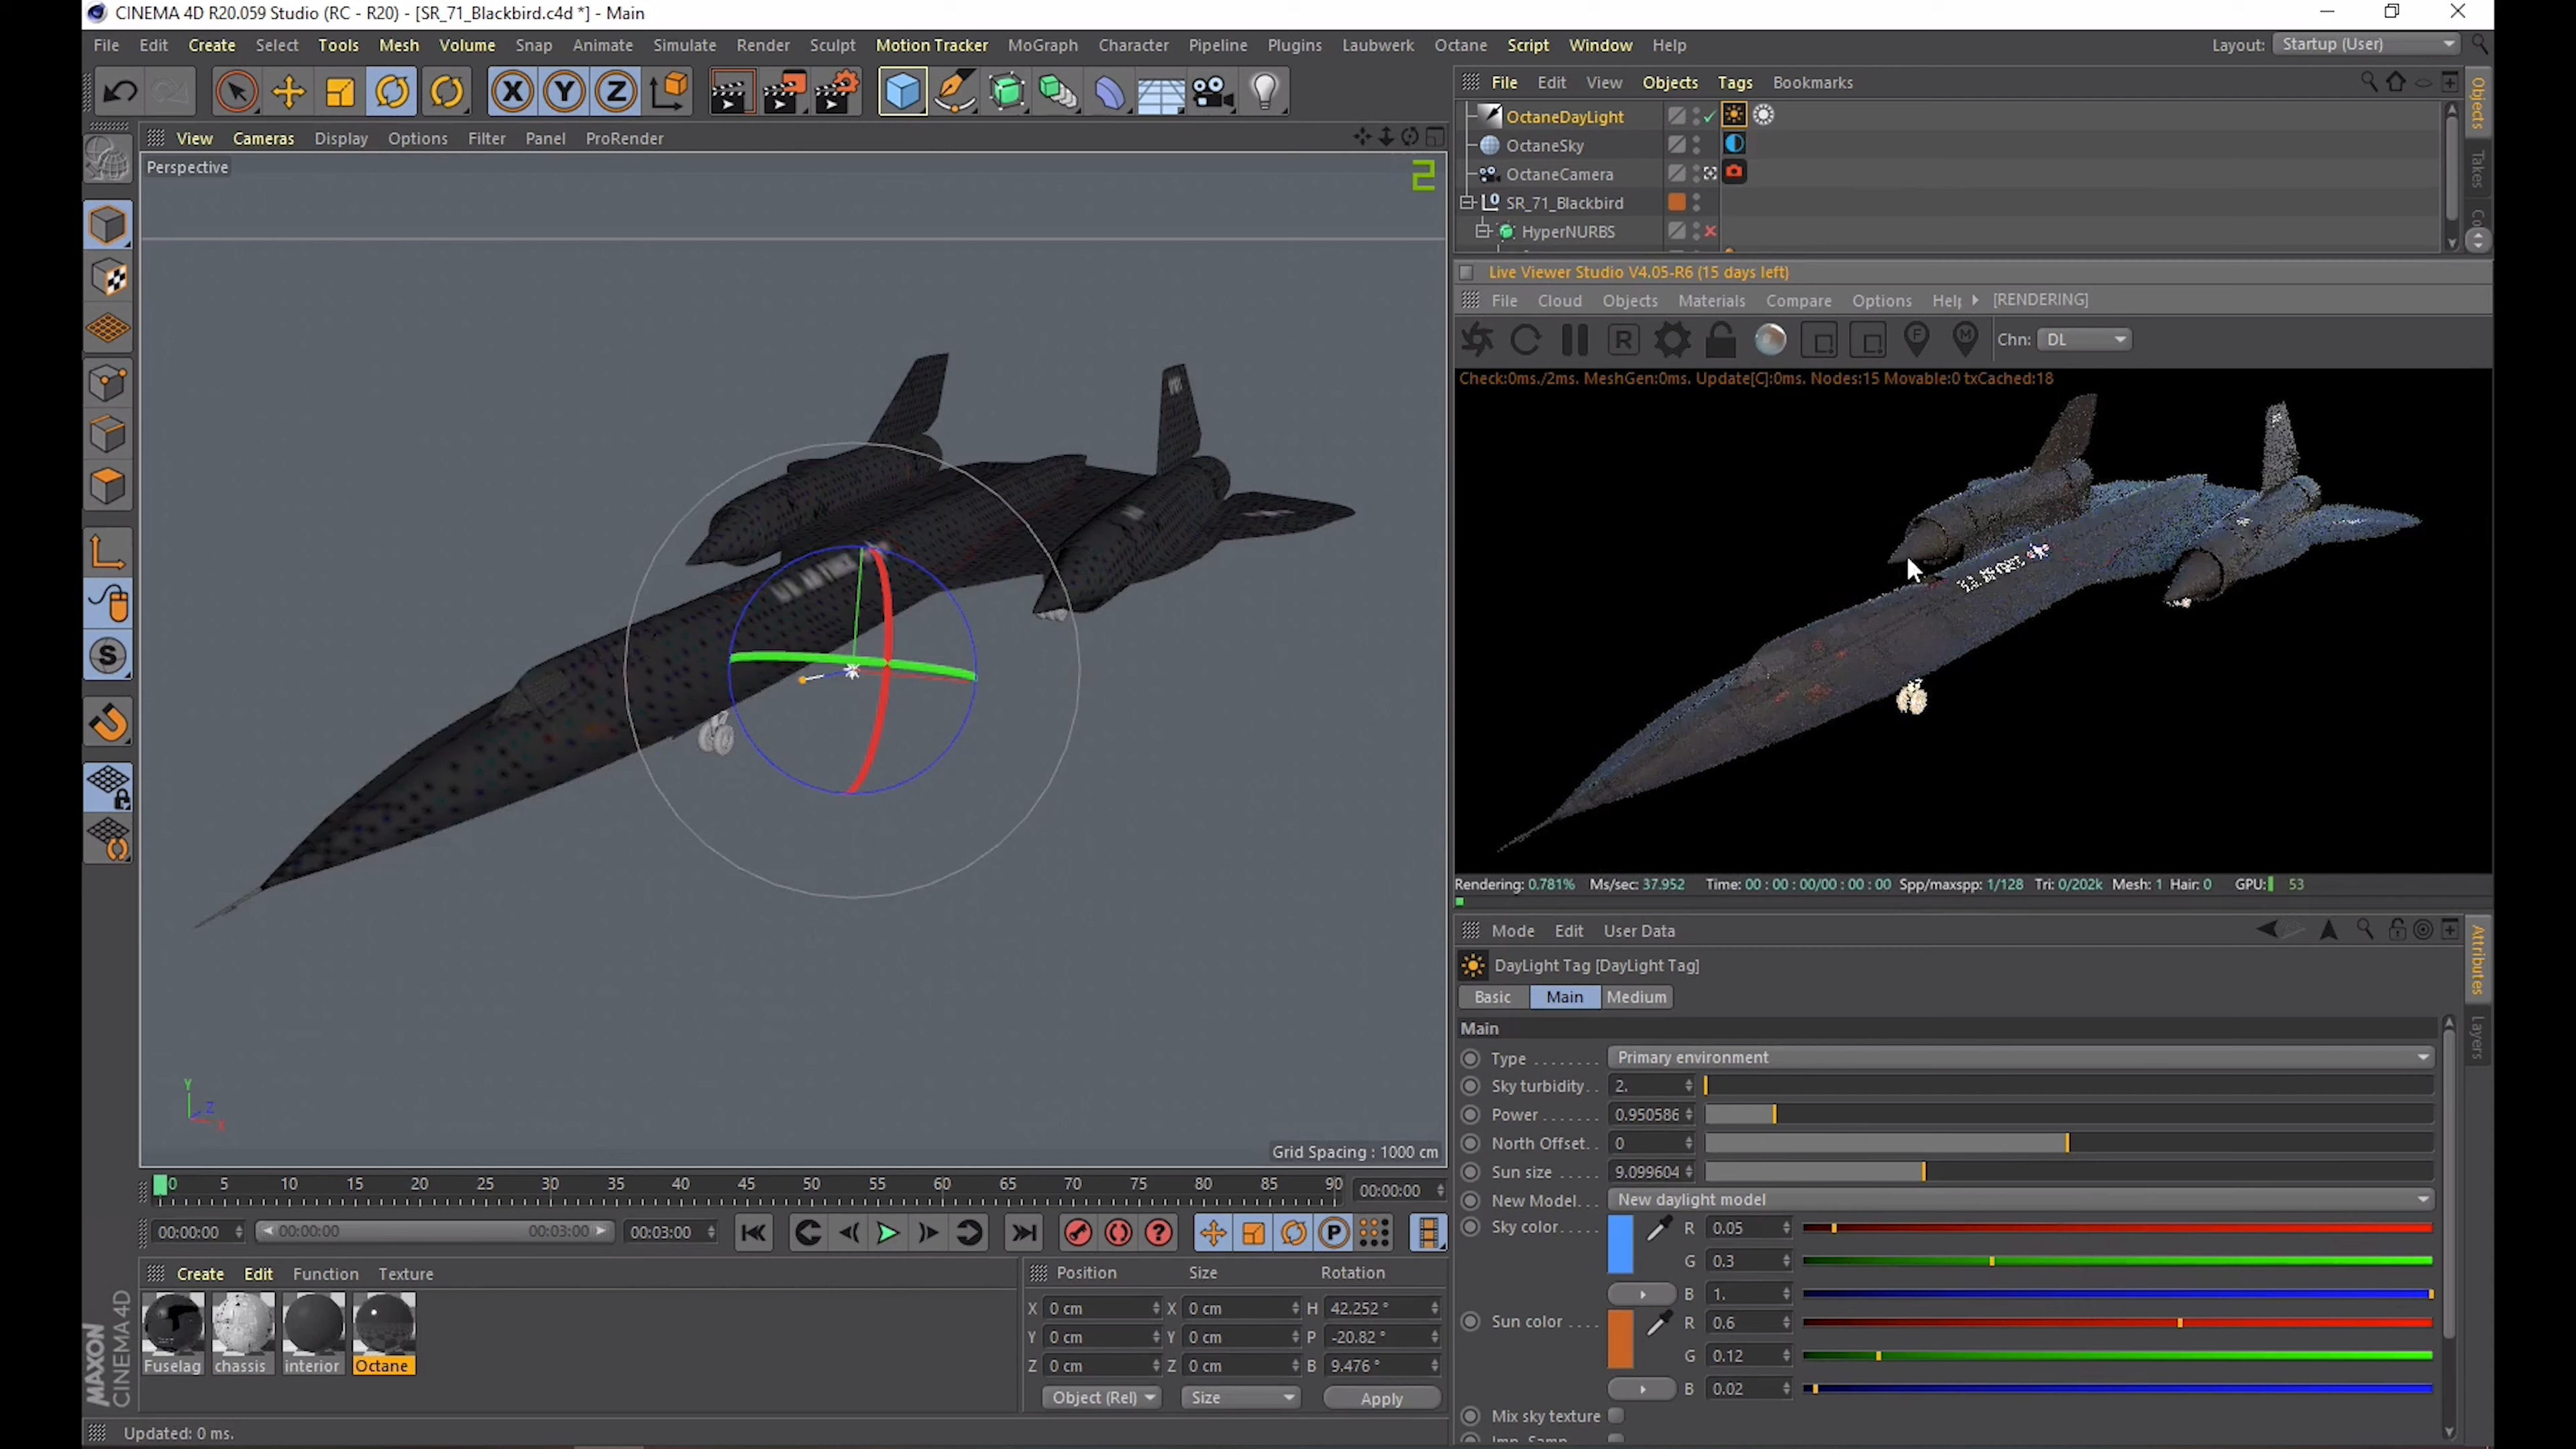 CINEMA 4D R20.059 Studio (RC - R20) - [SR_71_Blackbird.c4d *] - Main
File Edit Create Select Tools Mesh Volume Snap Animate Simulate Render Sculpt Motion Tracker MoGraph Character Pipeline Plugins Laubwerk Octane Script Window Help
Layout: Startup (User)
X Y Z
File Edit View Objects Tags Bookmarks
OctaneDayLight
OctaneSky
OctaneCamera
SR_71_Blackbird
HyperNURBS
Objects
Takes
View Cameras Display Options Filter Panel ProRender
Perspective
2
Live Viewer Studio V4.05-R6 (15 days left)
File Cloud Objects Materials Compare Options Help [RENDERING]
R F M Chn: DL
Check:0ms./2ms. MeshGen:0ms. Update[C]:0ms. Nodes:15 Movable:0 txCached:18
Rendering: 0.781% Ms/sec: 37.952 Time: 00 : 00 : 00/00 : 00 : 00 Spp/maxspp: 1/128 Tri: 0/202k Mesh: 1 Hair: 0 GPU: 53
S
Y
Z
X
Grid Spacing : 1000 cm
0 5 10 15 20 25 30 35 40 45 50 55 60 65 70 75 80 85 90 00:00:00
00:00:00 00:00:00 00:03:00 00:03:00 ? P
Create Edit Function Texture
Fuselag chassis interior Octane
MAXON
CINEMA 4D
Position Size Rotation
X 0 cm X 0 cm H 42.252 °
Y 0 cm Y 0 cm P -20.82 °
Z 0 cm Z 0 cm B 9.476 °
Object (Rel) Size Apply
Updated: 0 ms.
Mode Edit User Data
DayLight Tag [DayLight Tag]
Basic Main Medium
Main
Type Primary environment
Sky turbidity 2.
Power 0.950586
North Offset 0
Sun size 9.099604
New Model New daylight model
Sky color R 0.05
G 0.3
B 1.
Sun color R 0.6
G 0.12
B 0.02
Mix sky texture
Attributes
Layers